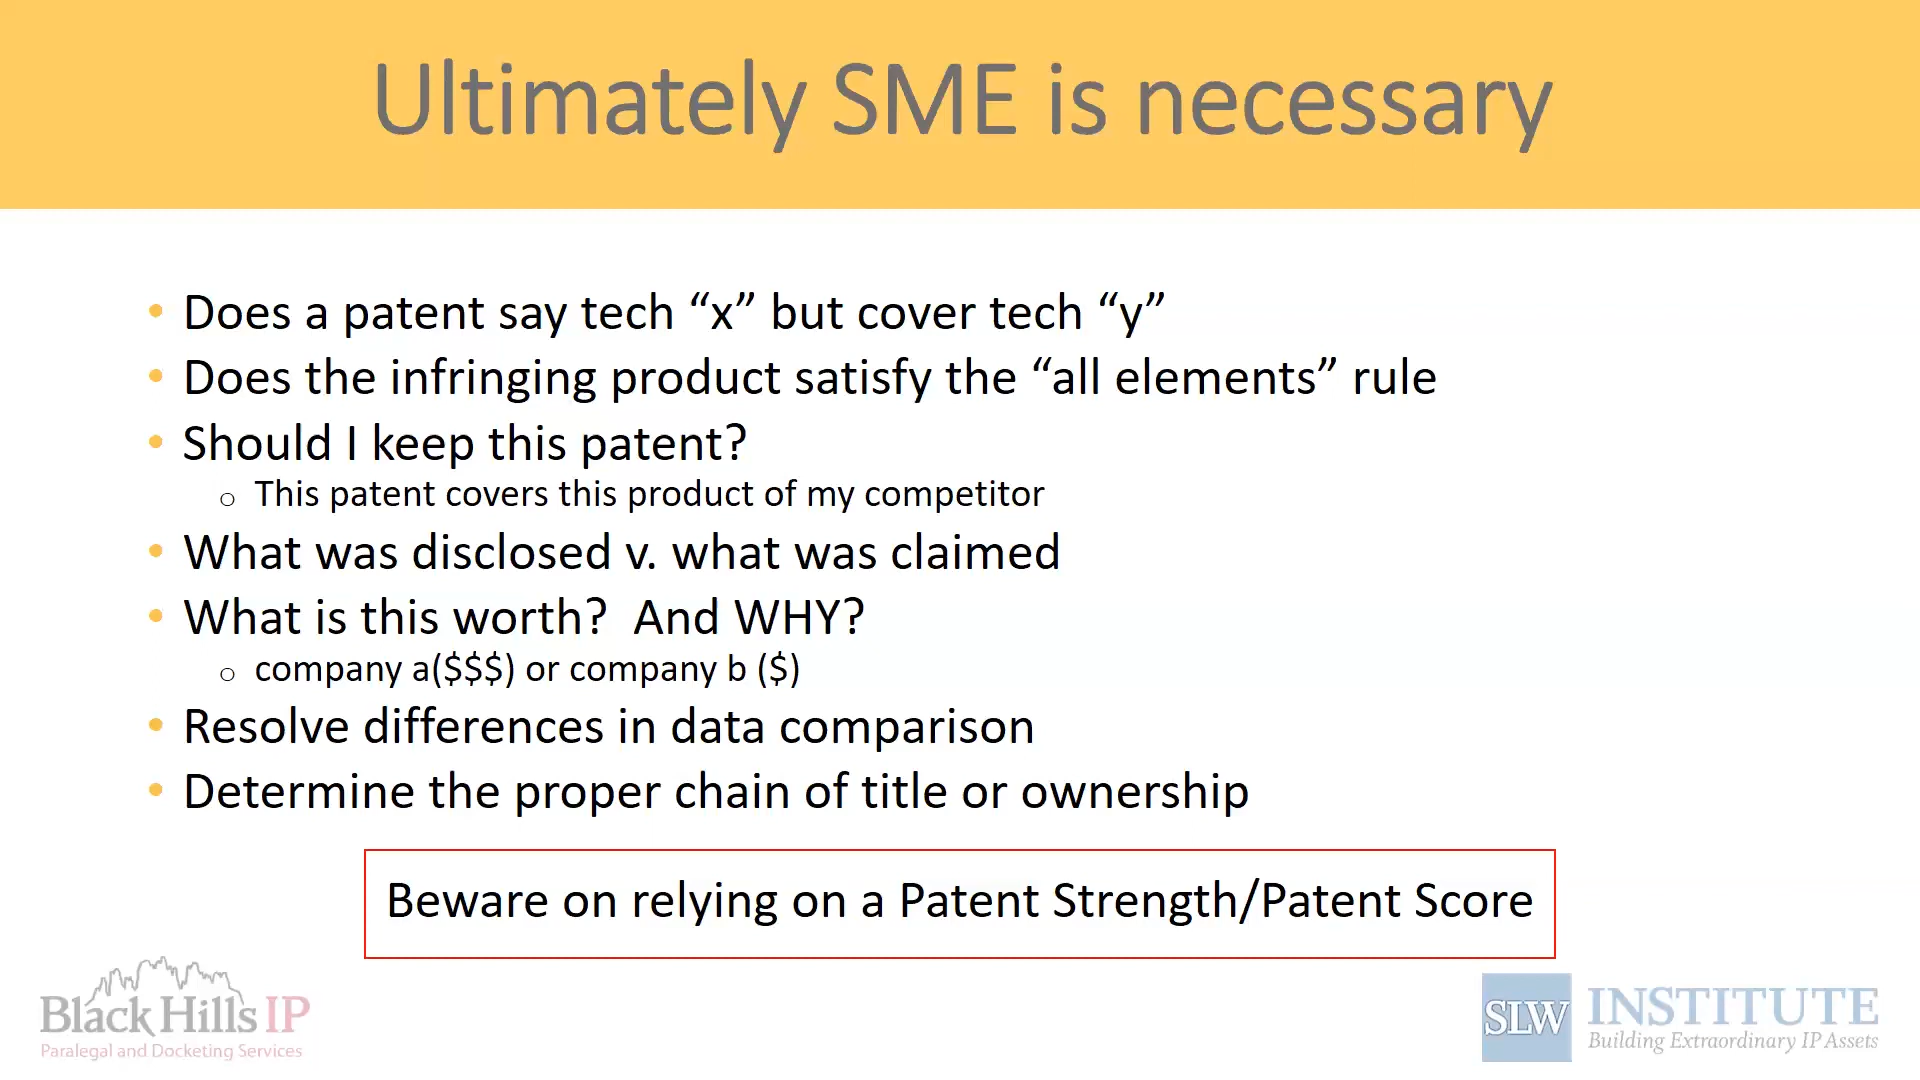 Ultimately SME is necessary
• Does a patent say tech “x” but cover tech “y”
• Does the infringing product satisfy the “all elements” rule
• Should I keep this patent?
o This patent covers this product of my competitor
• What was disclosed v. what was claimed
• What is this worth?  And WHY?
o company a($$$) or company b ($)
• Resolve differences in data comparison
• Determine the proper chain of title or ownership
Beware on relying on a Patent Strength/Patent Score
Black Hills IP
Paralegal and Docketing Services
SLW INSTITUTE
Building Extraordinary IP Assets